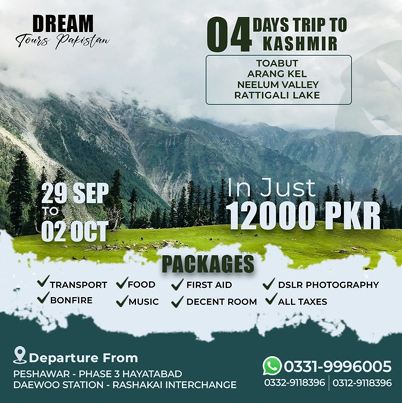 DREAM
Tours Pakistan
04 DAYS TRIP TO
KASHMIR
TOABUT
ARANG KEL
NEELUM VALLEY
RATTIGALI LAKE
29 SEP
TO
02 OCT
In Just
12000 PKR
PACKAGES
TRANSPORT FOOD FIRST AID DSLR PHOTOGRAPHY
BONFIRE MUSIC DECENT ROOM ALL TAXES
Departure From
PESHAWAR - PHASE 3 HAYATABAD
DAEWOO STATION - RASHAKAI INTERCHANGE
0331-9996005
0332-9118396 | 0312-9118396